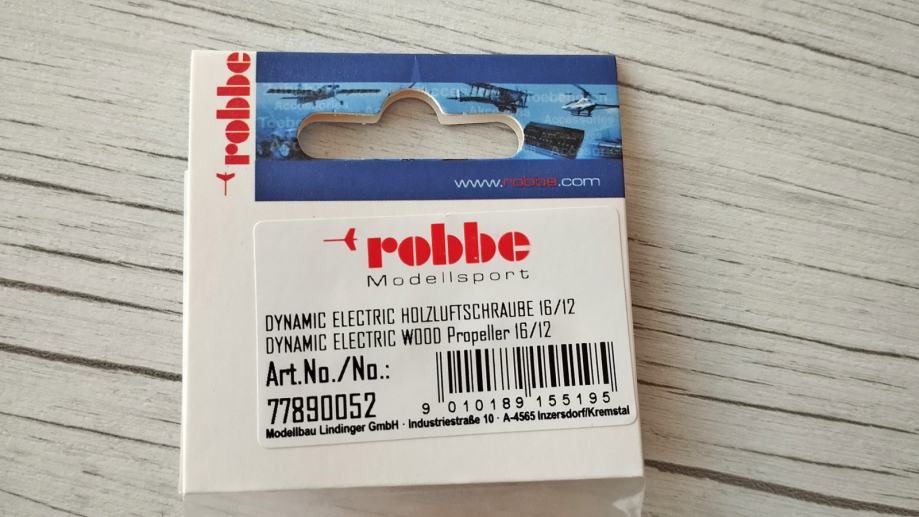 robbe
www.robbe.com
robbe
Modellsport
DYNAMIC ELECTRIC HOLZLUFTSCHRAUBE 16/12
DYNAMIC ELECTRIC WOOD Propeller 16/12
Art.No./No.:
77890052
9 010189 155195
Modellbau Lindinger GmbH · Industriestraße 10 · A-4565 Inzersdorf/Kremstal